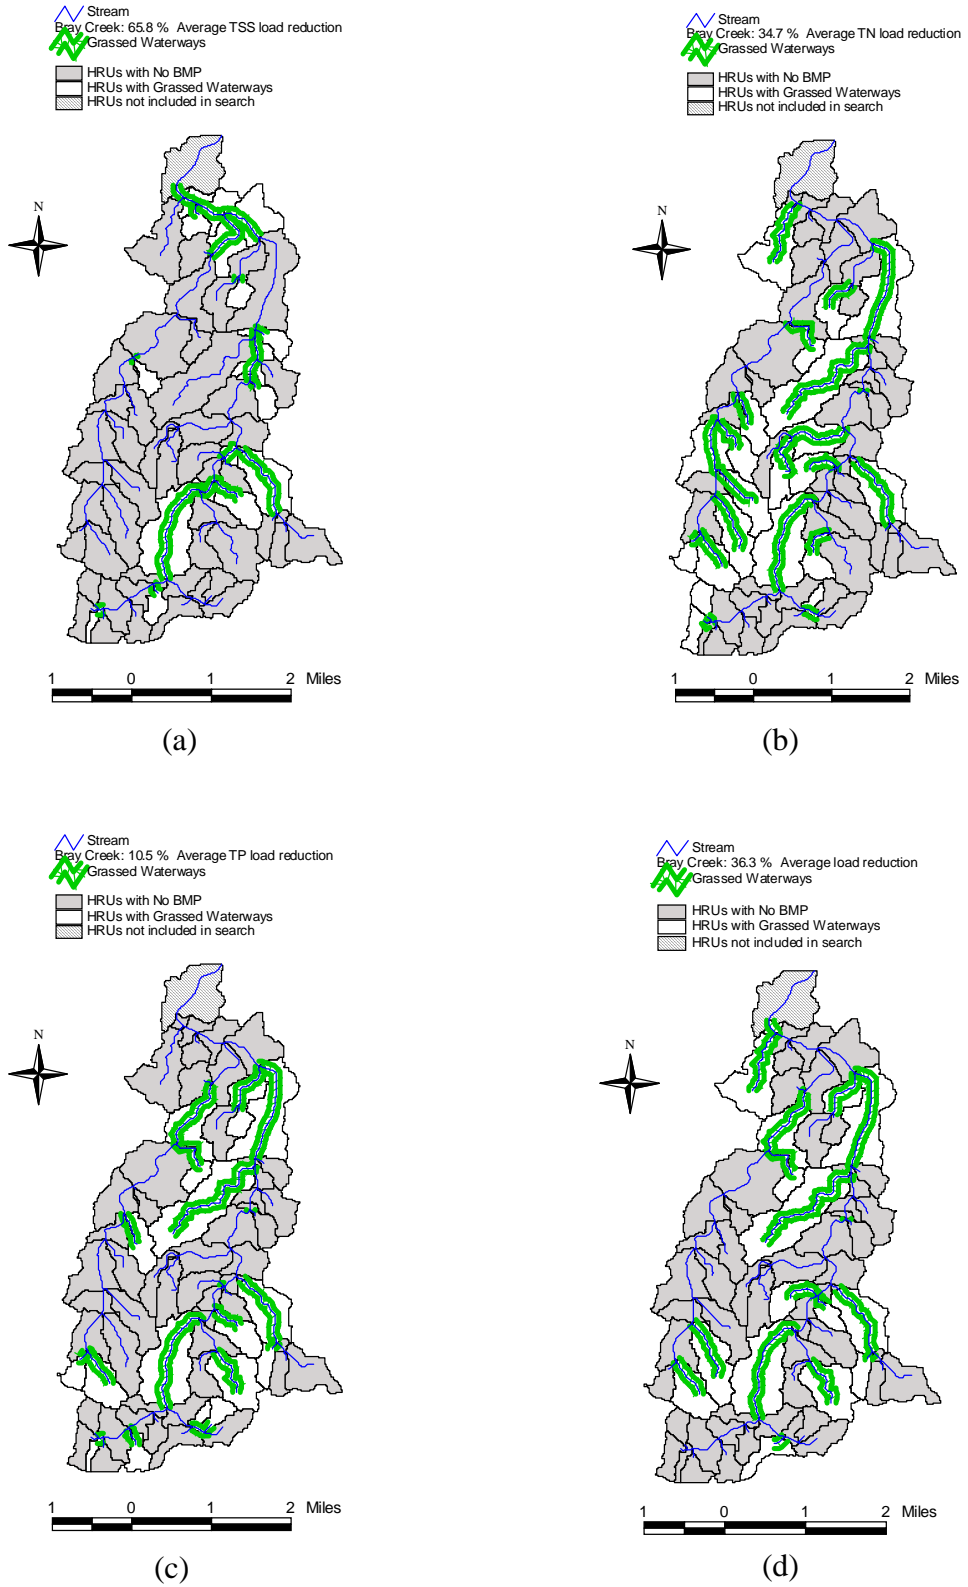 Stream
Bray Creek: 65.8 % Average TSS load reduction
Grassed Waterways
HRUs with No BMP
HRUs with Grassed Waterways
HRUs not included in search
N
1 0 1 2 Miles
(a)
Stream
Bray Creek: 34.7 % Average TN load reduction
Grassed Waterways
HRUs with No BMP
HRUs with Grassed Waterways
HRUs not included in search
N
1 0 1 2 Miles
(b)
Stream
Bray Creek: 10.5 % Average TP load reduction
Grassed Waterways
HRUs with No BMP
HRUs with Grassed Waterways
HRUs not included in search
N
1 0 1 2 Miles
(c)
Stream
Bray Creek: 36.3 % Average load reduction
Grassed Waterways
HRUs with No BMP
HRUs with Grassed Waterways
HRUs not included in search
N
1 0 1 2 Miles
(d)